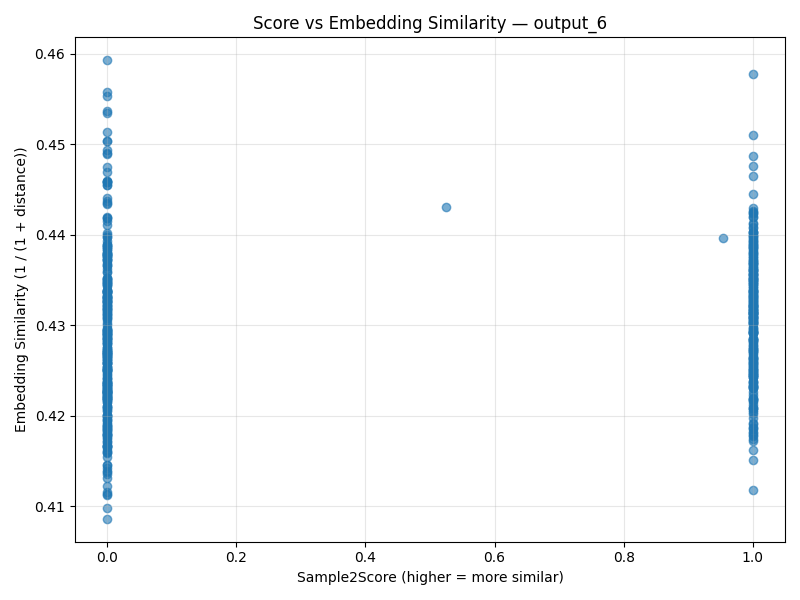 Score vs Embedding Similarity — output_6
Embedding Similarity (1 / (1 + distance))
0.46
0.45
0.44
0.43
0.42
0.41
0.0 0.2 0.4 0.6 0.8 1.0
Sample2Score (higher = more similar)